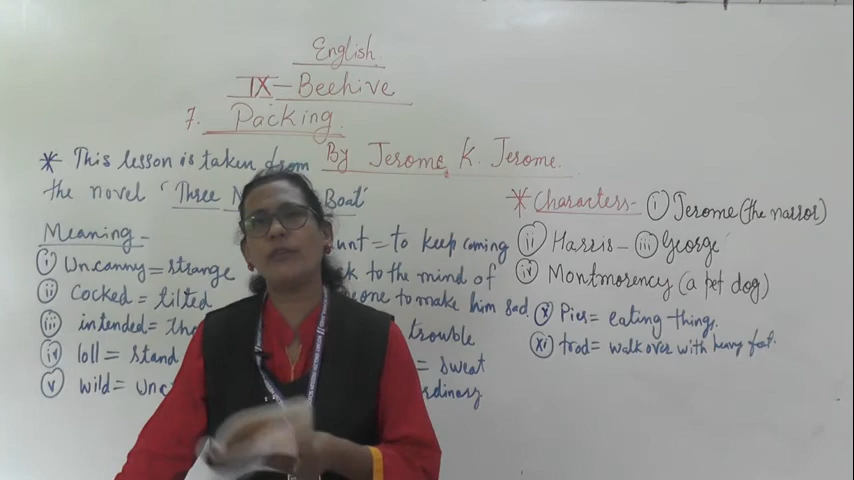 English.
IX - Beehive
7. Packing
By Jerome K. Jerome.
* This lesson is taken from
the novel 'Three Boat'
Meaning -
(i) Uncanny = strange
(ii) Cocked = tilted
(iii) intended =
(iv) loll = stand
(v) wild =
= to keep coming
to the mind of
to make him sad.
trouble
= sweat
* Characters - (i) Jerome (the narror)
(ii) Harris - (iii) George
(iv) Montmorency (a pet dog)
(x) Pies = eating things.
(xi) trod = walk over with heavy